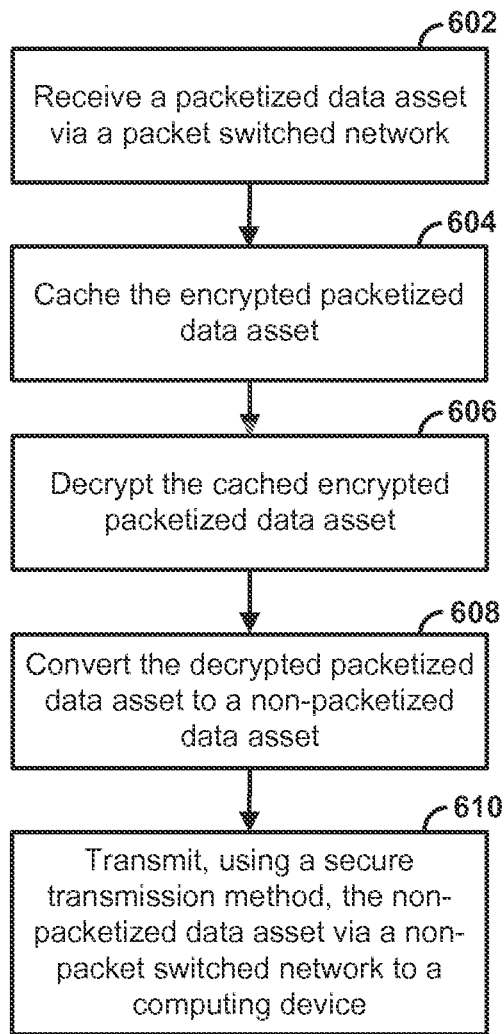 602
Receive a packetized data asset
via a packet switched network
604
Cache the encrypted packetized
data asset
606
Decrypt the cached encrypted
packetized data asset
608
Convert the decrypted packetized
data asset to a non-packetized
data asset
610
Transmit, using a secure
transmission method, the non-
packetized data asset via a non-
packet switched network to a
computing device